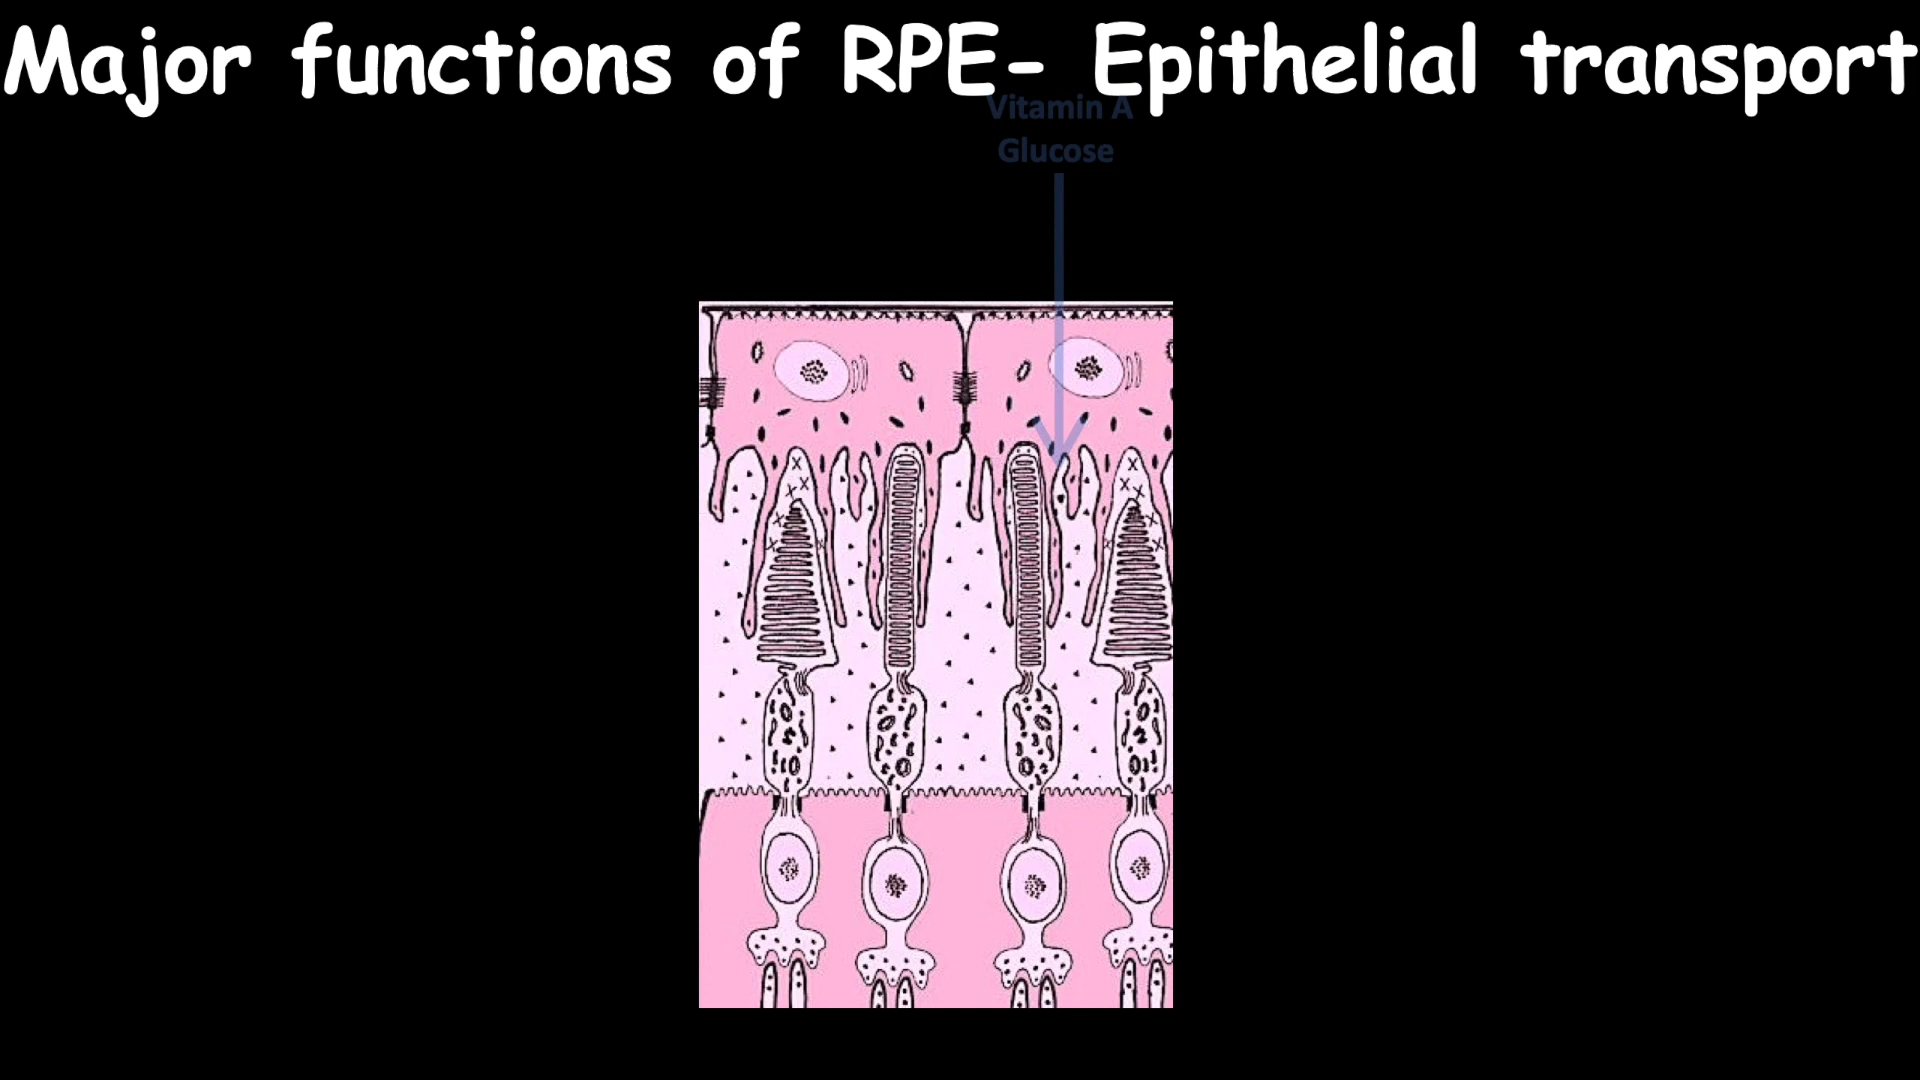 Major functions of RPE- Epithelial transport
Vitamin A
Glucose